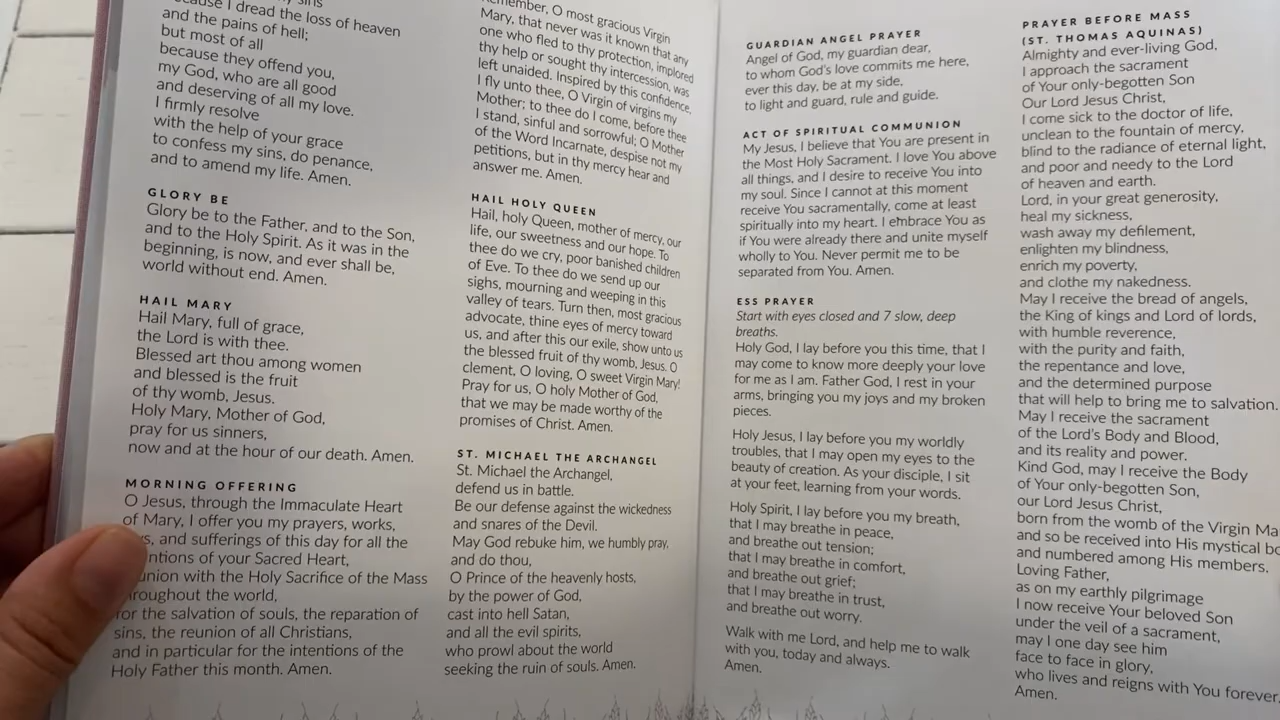 because I dread the loss of heaven
and the pains of hell;
but most of all
because they offend you,
my God, who are all good
and deserving of all my love.
I firmly resolve
with the help of your grace
to confess my sins, do penance,
and to amend my life. Amen.
GLORY BE
Glory be to the Father, and to the Son,
and to the Holy Spirit. As it was in the
beginning, is now, and ever shall be,
world without end. Amen.
HAIL MARY
Hail Mary, full of grace,
the Lord is with thee.
Blessed art thou among women
and blessed is the fruit
of thy womb, Jesus.
Holy Mary, Mother of God,
pray for us sinners,
now and at the hour of our death. Amen.
MORNING OFFERING
O Jesus, through the Immaculate Heart
of Mary, I offer you my prayers, works,
and sufferings of this day for all the
of your Sacred Heart,
with the Holy Sacrifice of the Mass
throughout the world,
for the salvation of souls, the reparation of
sins, the reunion of all Christians,
and in particular for the intentions of the
Holy Father this month. Amen.
Remember, O most gracious Virgin
Mary, that never was it known that any
one who fled to thy protection, implored
thy help or sought thy intercession, was
left unaided. Inspired by this confidence,
I fly unto thee, O Virgin of virgins my
Mother; to thee do I come, before thee
I stand, sinful and sorrowful; O Mother
of the Word Incarnate, despise not my
petitions, but in thy mercy hear and
answer me. Amen.
HAIL HOLY QUEEN
Hail, holy Queen, mother of mercy, our
life, our sweetness and our hope. To
thee do we cry, poor banished children
of Eve. To thee do we send up our
sighs, mourning and weeping in this
valley of tears. Turn then, most gracious
advocate, thine eyes of mercy toward
us, and after this our exile, show unto us
the blessed fruit of thy womb, Jesus. O
clement, O loving, O sweet Virgin Mary!
Pray for us, O holy Mother of God,
that we may be made worthy of the
promises of Christ. Amen.
ST. MICHAEL THE ARCHANGEL
St. Michael the Archangel,
defend us in battle.
Be our defense against the wickedness
and snares of the Devil.
May God rebuke him, we humbly pray,
and do thou,
O Prince of the heavenly hosts,
by the power of God,
cast into hell Satan,
and all the evil spirits,
who prowl about the world
seeking the ruin of souls. Amen.
GUARDIAN ANGEL PRAYER
Angel of God, my guardian dear,
to whom God's love commits me here,
ever this day, be at my side,
to light and guard, rule and guide.
ACT OF SPIRITUAL COMMUNION
My Jesus, I believe that You are present in
the Most Holy Sacrament. I love You above
all things, and I desire to receive You into
my soul. Since I cannot at this moment
receive You sacramentally, come at least
spiritually into my heart. I embrace You as
if You were already there and unite myself
wholly to You. Never permit me to be
separated from You. Amen.
ESS PRAYER
Start with eyes closed and 7 slow, deep
breaths.
Holy God, I lay before you this time, that I
may come to know more deeply your love
for me as I am. Father God, I rest in your
arms, bringing you my joys and my broken
pieces.
Holy Jesus, I lay before you my worldly
troubles, that I may open my eyes to the
beauty of creation. As your disciple, I sit
at your feet, learning from your words.
Holy Spirit, I lay before you my breath,
that I may breathe in peace,
and breathe out tension;
that I may breathe in comfort,
and breathe out grief;
that I may breathe in trust,
and breathe out worry.
Walk with me Lord, and help me to walk
with you, today and always.
Amen.
PRAYER BEFORE MASS
(ST. THOMAS AQUINAS)
Almighty and ever-living God,
I approach the sacrament
of Your only-begotten Son
Our Lord Jesus Christ,
I come sick to the doctor of life,
unclean to the fountain of mercy,
blind to the radiance of eternal light,
and poor and needy to the Lord
of heaven and earth.
Lord, in your great generosity,
heal my sickness,
wash away my defilement,
enlighten my blindness,
enrich my poverty,
and clothe my nakedness.
May I receive the bread of angels,
the King of kings and Lord of lords,
with humble reverence,
with the purity and faith,
the repentance and love,
and the determined purpose
that will help to bring me to salvation.
May I receive the sacrament
of the Lord's Body and Blood,
and its reality and power.
Kind God, may I receive the Body
of Your only-begotten Son,
our Lord Jesus Christ,
born from the womb of the Virgin
and so be received into His mystical
and numbered among His members.
Loving Father,
as on my earthly pilgrimage
I now receive Your beloved Son
under the veil of a sacrament,
may I one day see him
face to face in glory,
who lives and reigns with You forever.
Amen.